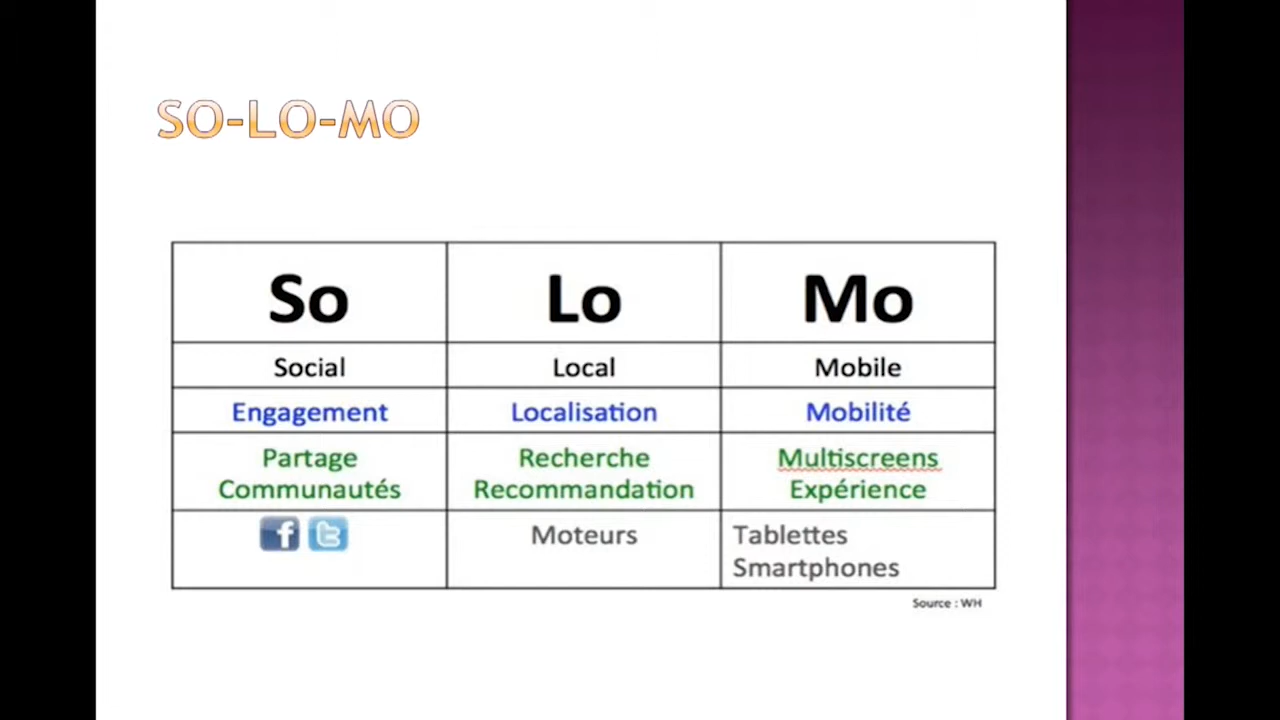 SO-LO-MO
So Lo Mo
Social Local Mobile
Engagement Localisation Mobilité
Partage Recherche Multiscreens
Communautés Recommandation Expérience
f t Moteurs Tablettes
Smartphones
Source : WH